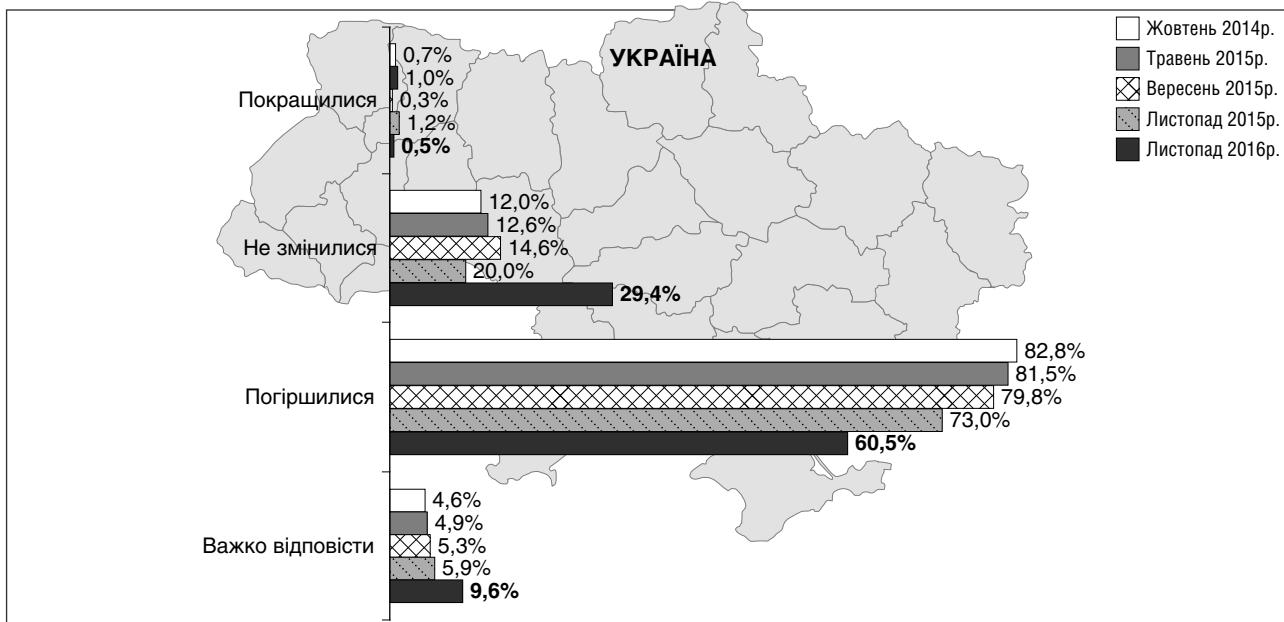 УКРАЇНА
Жовтень 2014р.
Травень 2015р.
Вересень 2015р.
Листопад 2015р.
Листопад 2016р.
Покращилися
0,7%
1,0%
0,3%
1,2%
0,5%
Не змінилися
12,0%
12,6%
14,6%
20,0%
29,4%
Погіршилися
82,8%
81,5%
79,8%
73,0%
60,5%
Важко відповісти
4,6%
4,9%
5,3%
5,9%
9,6%